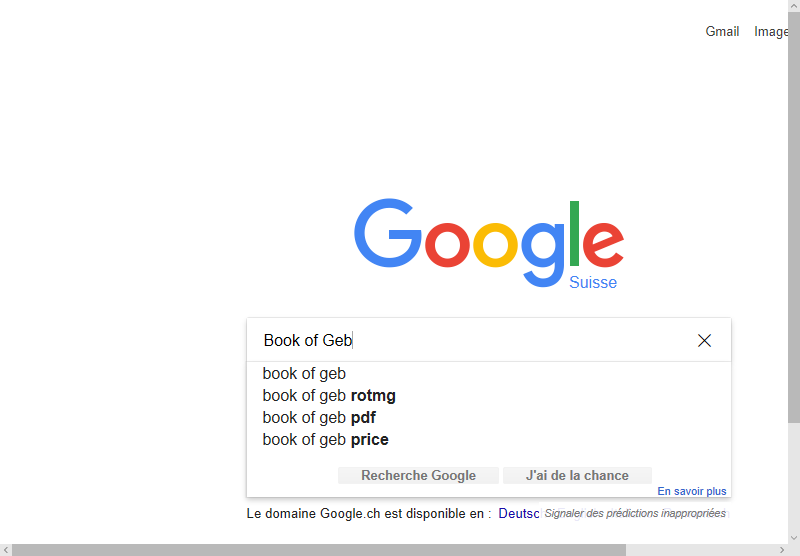 Gmail Image
Google
Suisse
Book of Geb
book of geb
book of geb rotmg
book of geb pdf
book of geb price
Recherche Google J'ai de la chance
En savoir plus
Le domaine Google.ch est disponible en : Deutsc Signaler des prédictions inappropriées